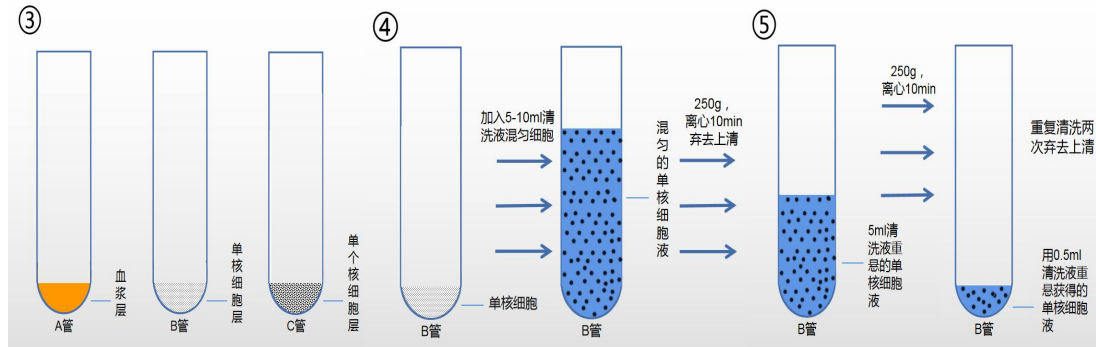 ③
血
浆
层
A管
单
核
细
胞
层
B管
单
个
核
细
胞
层
C管
④
单核细胞
B管
加入5-10ml清
洗液混匀细胞
B管
混
匀
的
单
核
细
胞
液
250g，
离心10min
弃去上清
⑤
5ml清
洗液重
悬的单
核细胞
液
B管
250g，
离心10min
用0.5ml
清洗液重
悬获得的
单核细胞
液
B管
重复清洗两
次弃去上清